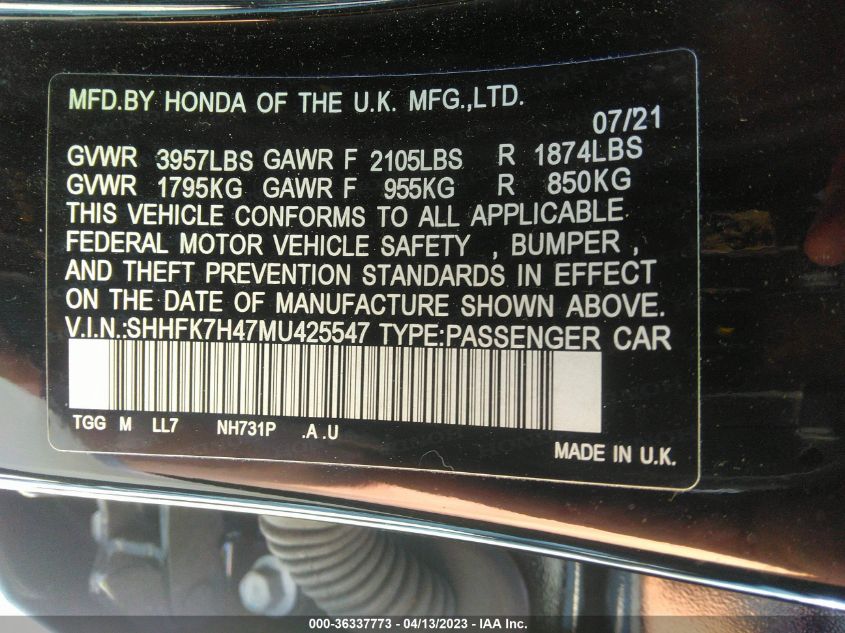 MFD.BY HONDA OF THE U.K. MFG.,LTD.
07/21
GVWR 3957LBS GAWR F 2105LBS R 1874LBS
GVWR 1795KG GAWR F 955KG R 850KG
THIS VEHICLE CONFORMS TO ALL APPLICABLE
FEDERAL MOTOR VEHICLE SAFETY , BUMPER ,
AND THEFT PREVENTION STANDARDS IN EFFECT
ON THE DATE OF MANUFACTURE SHOWN ABOVE.
V.I.N.:SHHFK7H47MU425547 TYPE:PASSENGER CAR
TGG M LL7 NH731P .A .U
MADE IN U.K.
000-36337773 - 04/13/2023 - IAA Inc.